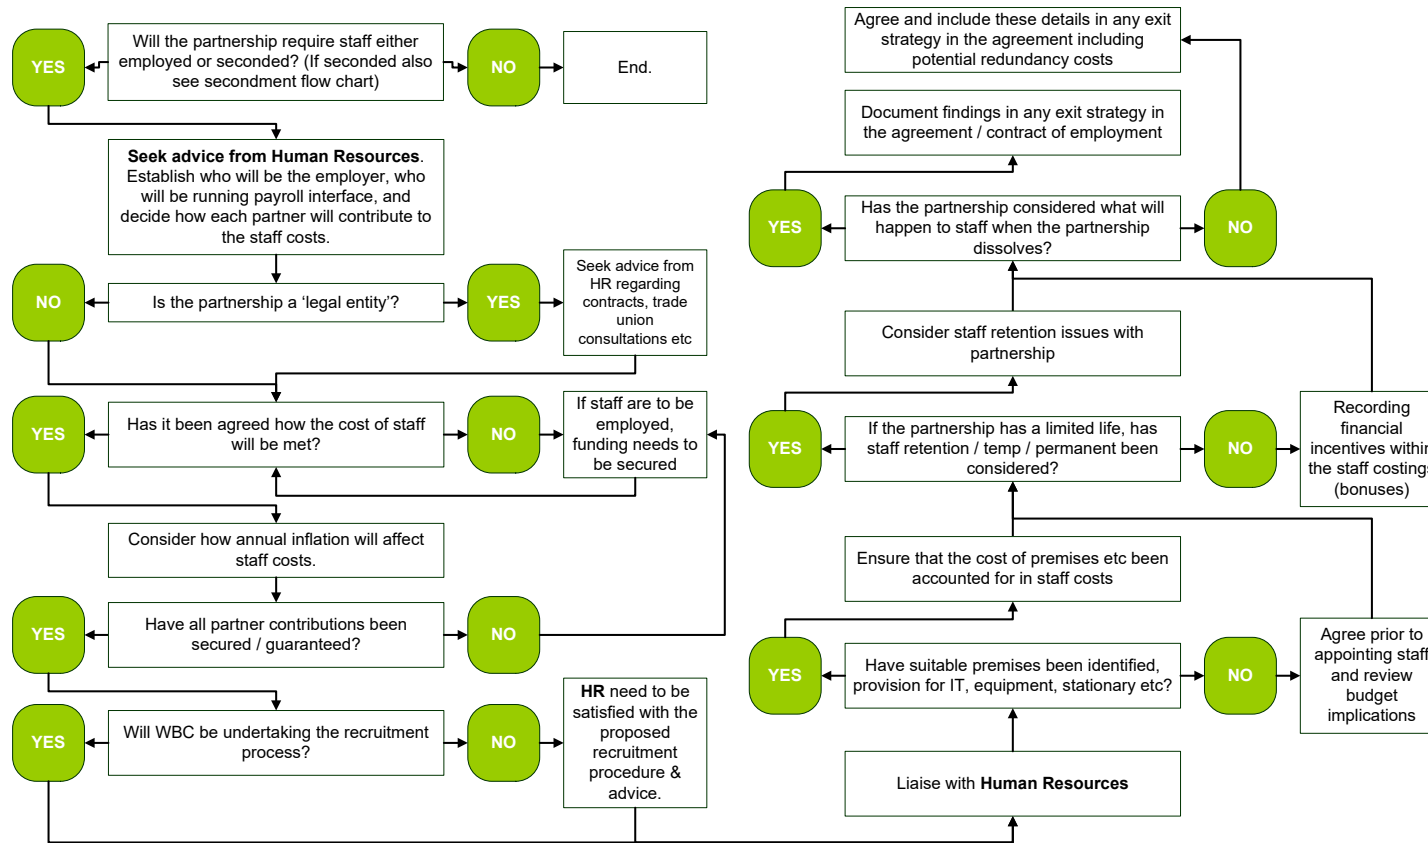 Will the partnership require staff either
employed or seconded? (If seconded also
see secondment flow chart)
YES
NO
End.
Seek advice from Human Resources.
Establish who will be the employer, who
will be running payroll interface, and
decide how each partner will contribute to
the staff costs.
NO
Is the partnership a ‘legal entity’?
YES
Seek advice from
HR regarding
contracts, trade
union
consultations etc
YES
Has it been agreed how the cost of staff
will be met?
NO
If staff are to be
employed,
funding needs to
be secured
Consider how annual inflation will affect
staff costs.
YES
Have all partner contributions been
secured / guaranteed?
NO
YES
Will WBC be undertaking the recruitment
process?
NO
HR need to be
satisfied with the
proposed
recruitment
procedure &
advice.
Agree and include these details in any exit
strategy in the agreement including
potential redundancy costs
Document findings in any exit strategy in
the agreement / contract of employment
YES
Has the partnership considered what will
happen to staff when the partnership
dissolves?
NO
Consider staff retention issues with
partnership
YES
If the partnership has a limited life, has
staff retention / temp / permanent been
considered?
NO
Recording
financial
incentives within
the staff costings
(bonuses)
Ensure that the cost of premises etc been
accounted for in staff costs
YES
Have suitable premises been identified,
provision for IT, equipment, stationary etc?
NO
Agree prior to
appointing staff
and review
budget
implications
Liaise with Human Resources